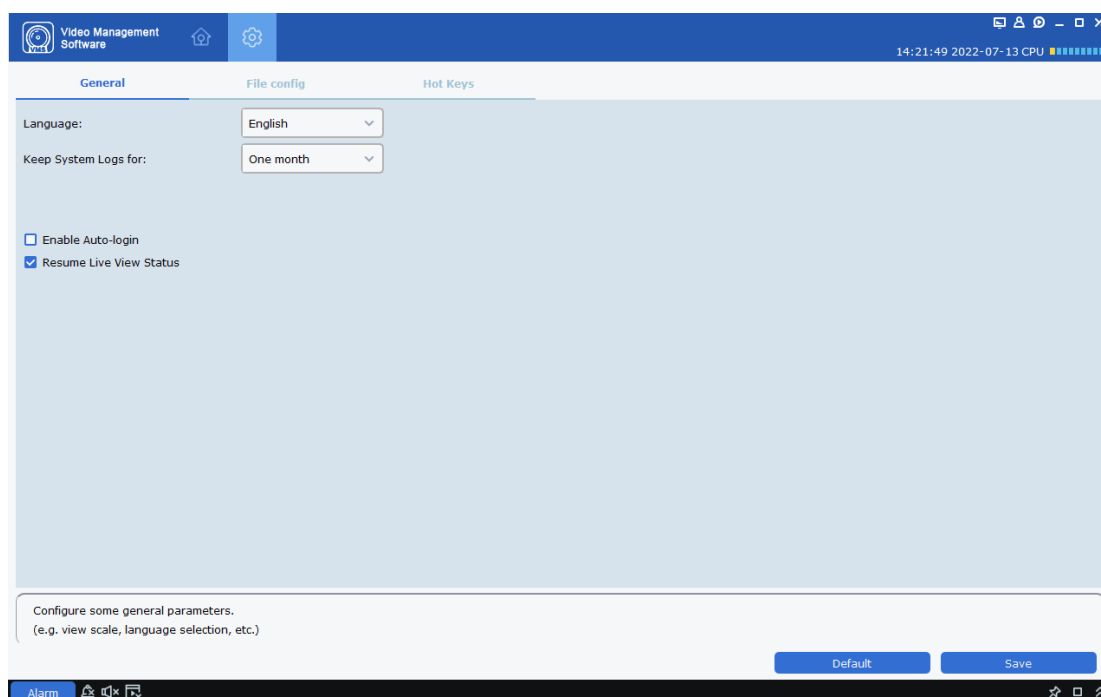 Video Management
Software
14:21:49 2022-07-13 CPU
General
File config
Hot Keys
Language:
English
Keep System Logs for:
One month
Enable Auto-login
Resume Live View Status
Configure some general parameters.
(e.g. view scale, language selection, etc.)
Default
Save
Alarm